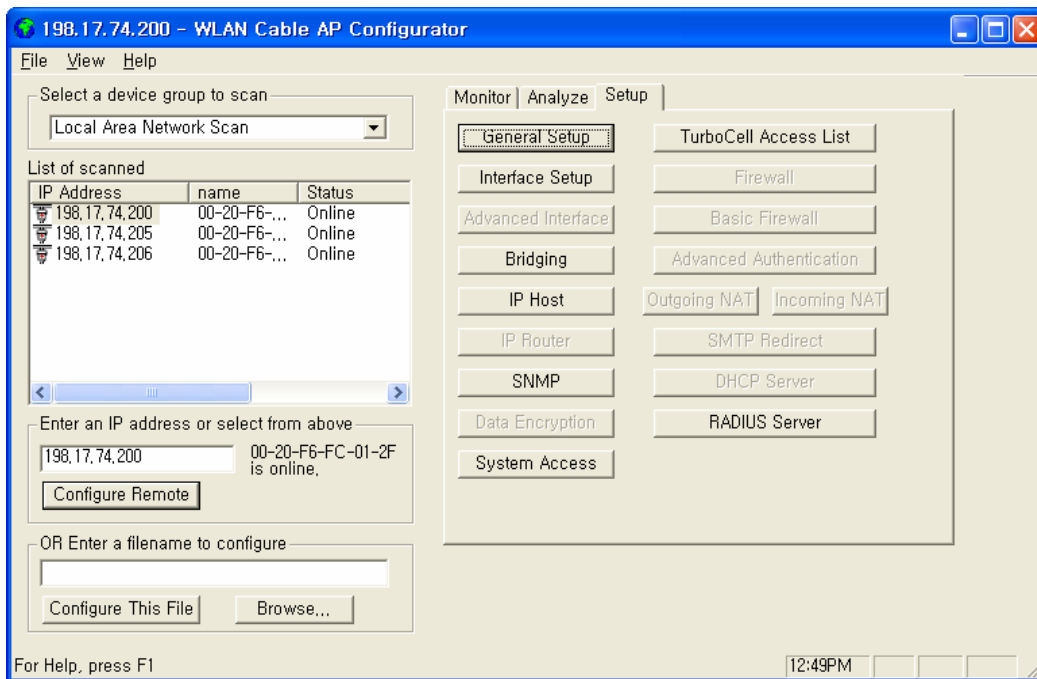 198.17.74.200 - WLAN Cable AP Configurator
File View Help
Select a device group to scan
Local Area Network Scan
List of scanned
IP Address name Status
198,17,74,200 00-20-F6-,,, Online
198,17,74,205 00-20-F6-,,, Online
198,17,74,206 00-20-F6-,,, Online
Enter an IP address or select from above
198,17,74,200
00-20-F6-FC-01-2F
is online,
Configure Remote
OR Enter a filename to configure
Configure This File Browse,,,
Monitor Analyze Setup
General Setup TurboCell Access List
Interface Setup Firewall
Advanced Interface Basic Firewall
Bridging Advanced Authentication
IP Host Outgoing NAT Incoming NAT
IP Router SMTP Redirect
SNMP DHCP Server
Data Encryption RADIUS Server
System Access
For Help, press F1 12:49PM